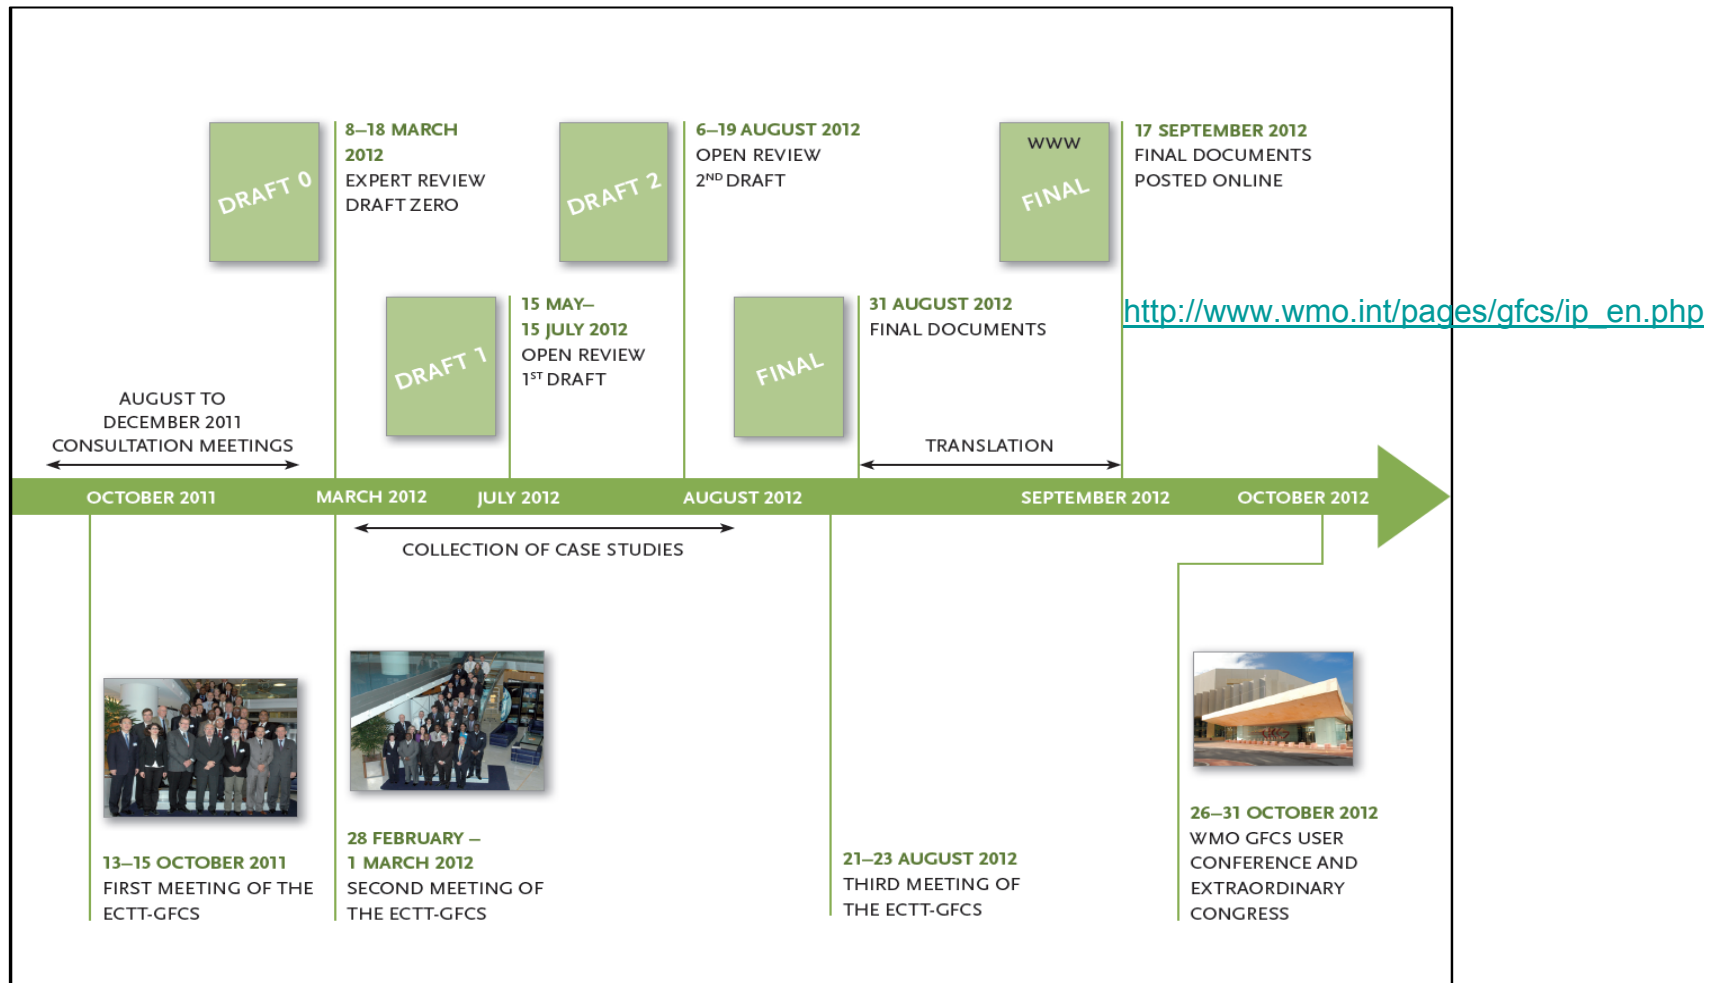 DRAFT 0
8–18 MARCH
2012
EXPERT REVIEW
DRAFT ZERO
DRAFT 2
6–19 AUGUST 2012
OPEN REVIEW
2ND DRAFT
WWW
FINAL
17 SEPTEMBER 2012
FINAL DOCUMENTS
POSTED ONLINE
DRAFT 1
15 MAY–
15 JULY 2012
OPEN REVIEW
1ST DRAFT
FINAL
31 AUGUST 2012
FINAL DOCUMENTS
http://www.wmo.int/pages/gfcs/ip_en.php
AUGUST TO
DECEMBER 2011
CONSULTATION MEETINGS
TRANSLATION
OCTOBER 2011
MARCH 2012
JULY 2012
AUGUST 2012
SEPTEMBER 2012
OCTOBER 2012
COLLECTION OF CASE STUDIES
13–15 OCTOBER 2011
FIRST MEETING OF THE
ECTT-GFCS
28 FEBRUARY –
1 MARCH 2012
SECOND MEETING OF
THE ECTT-GFCS
21–23 AUGUST 2012
THIRD MEETING OF
THE ECTT-GFCS
26–31 OCTOBER 2012
WMO GFCS USER
CONFERENCE AND
EXTRAORDINARY
CONGRESS